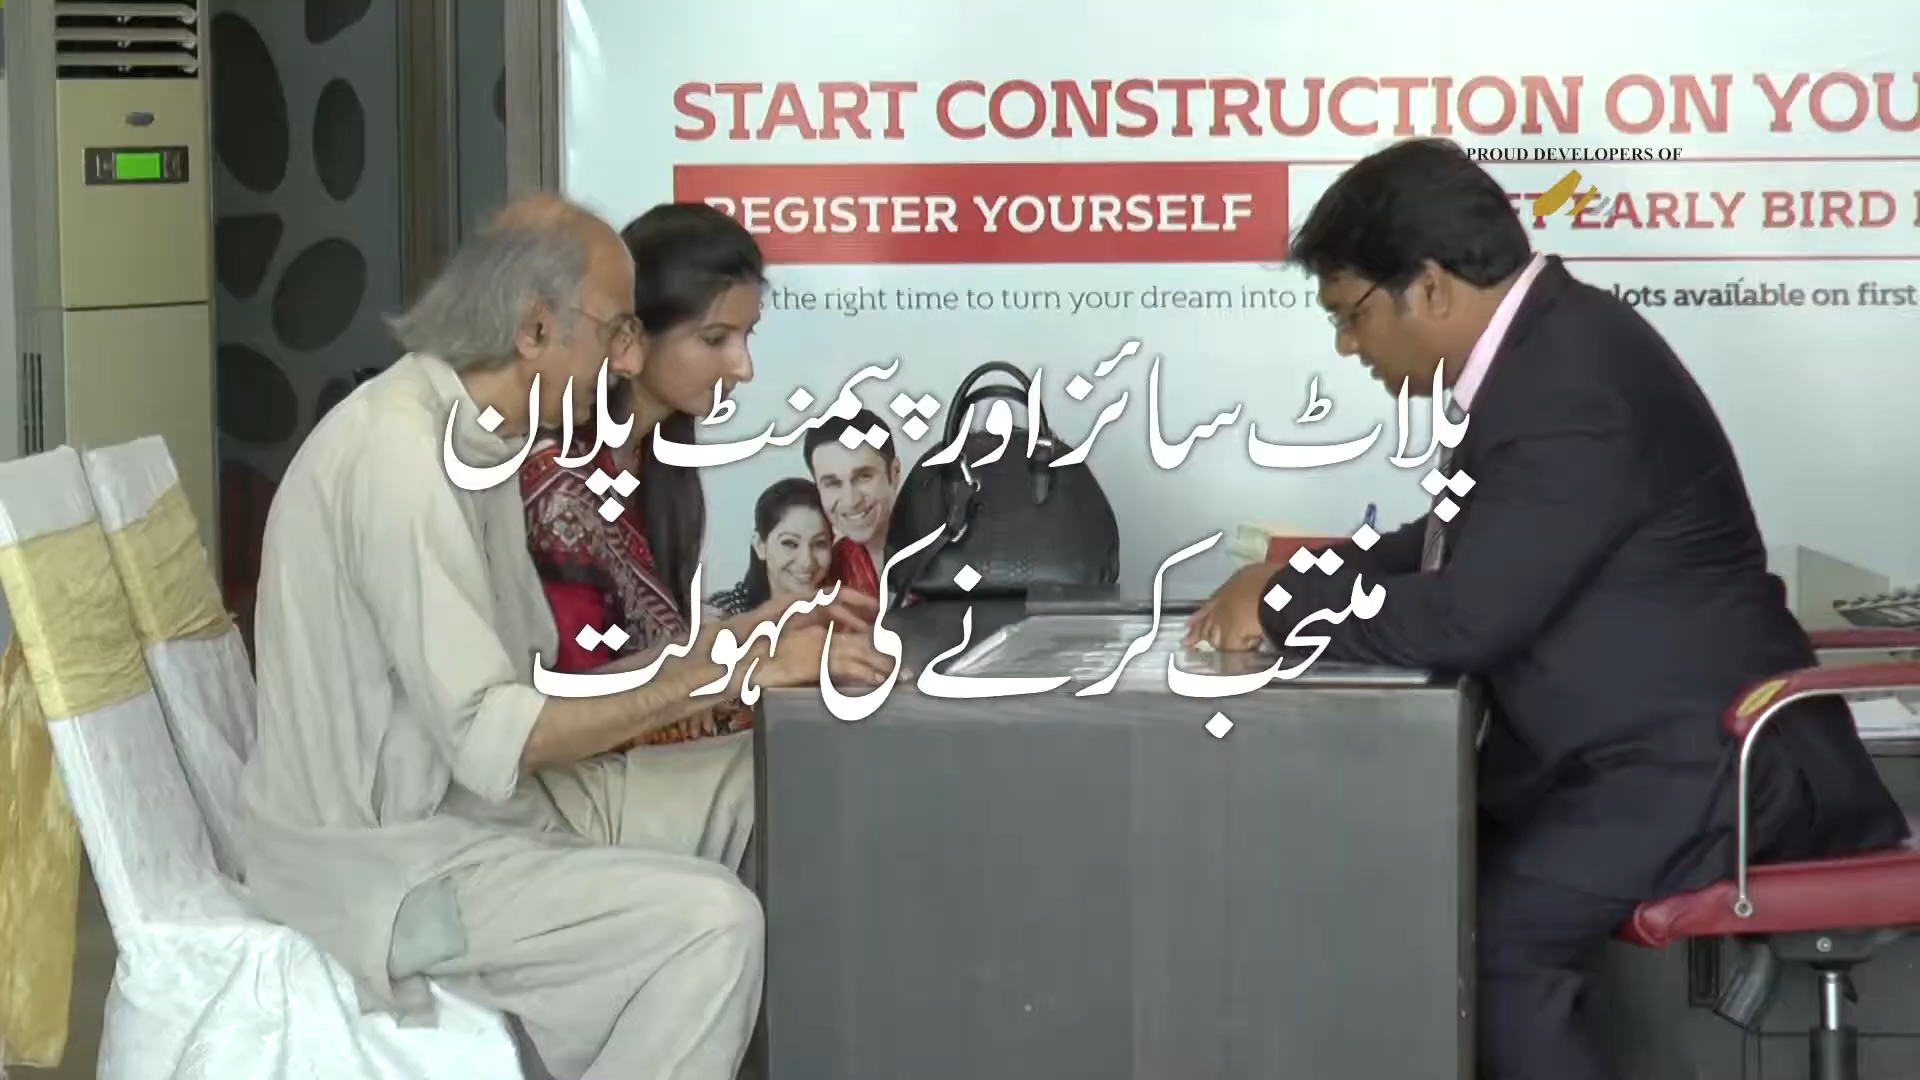 START CONSTRUCTION ON YOU
PROUD DEVELOPERS OF
REGISTER YOURSELF
EARLY BIRD
the right time to turn your dream into
plots available on first
پلاٹ سائز اور پیمنٹ پلان
منتخب کرنے کی سہولت